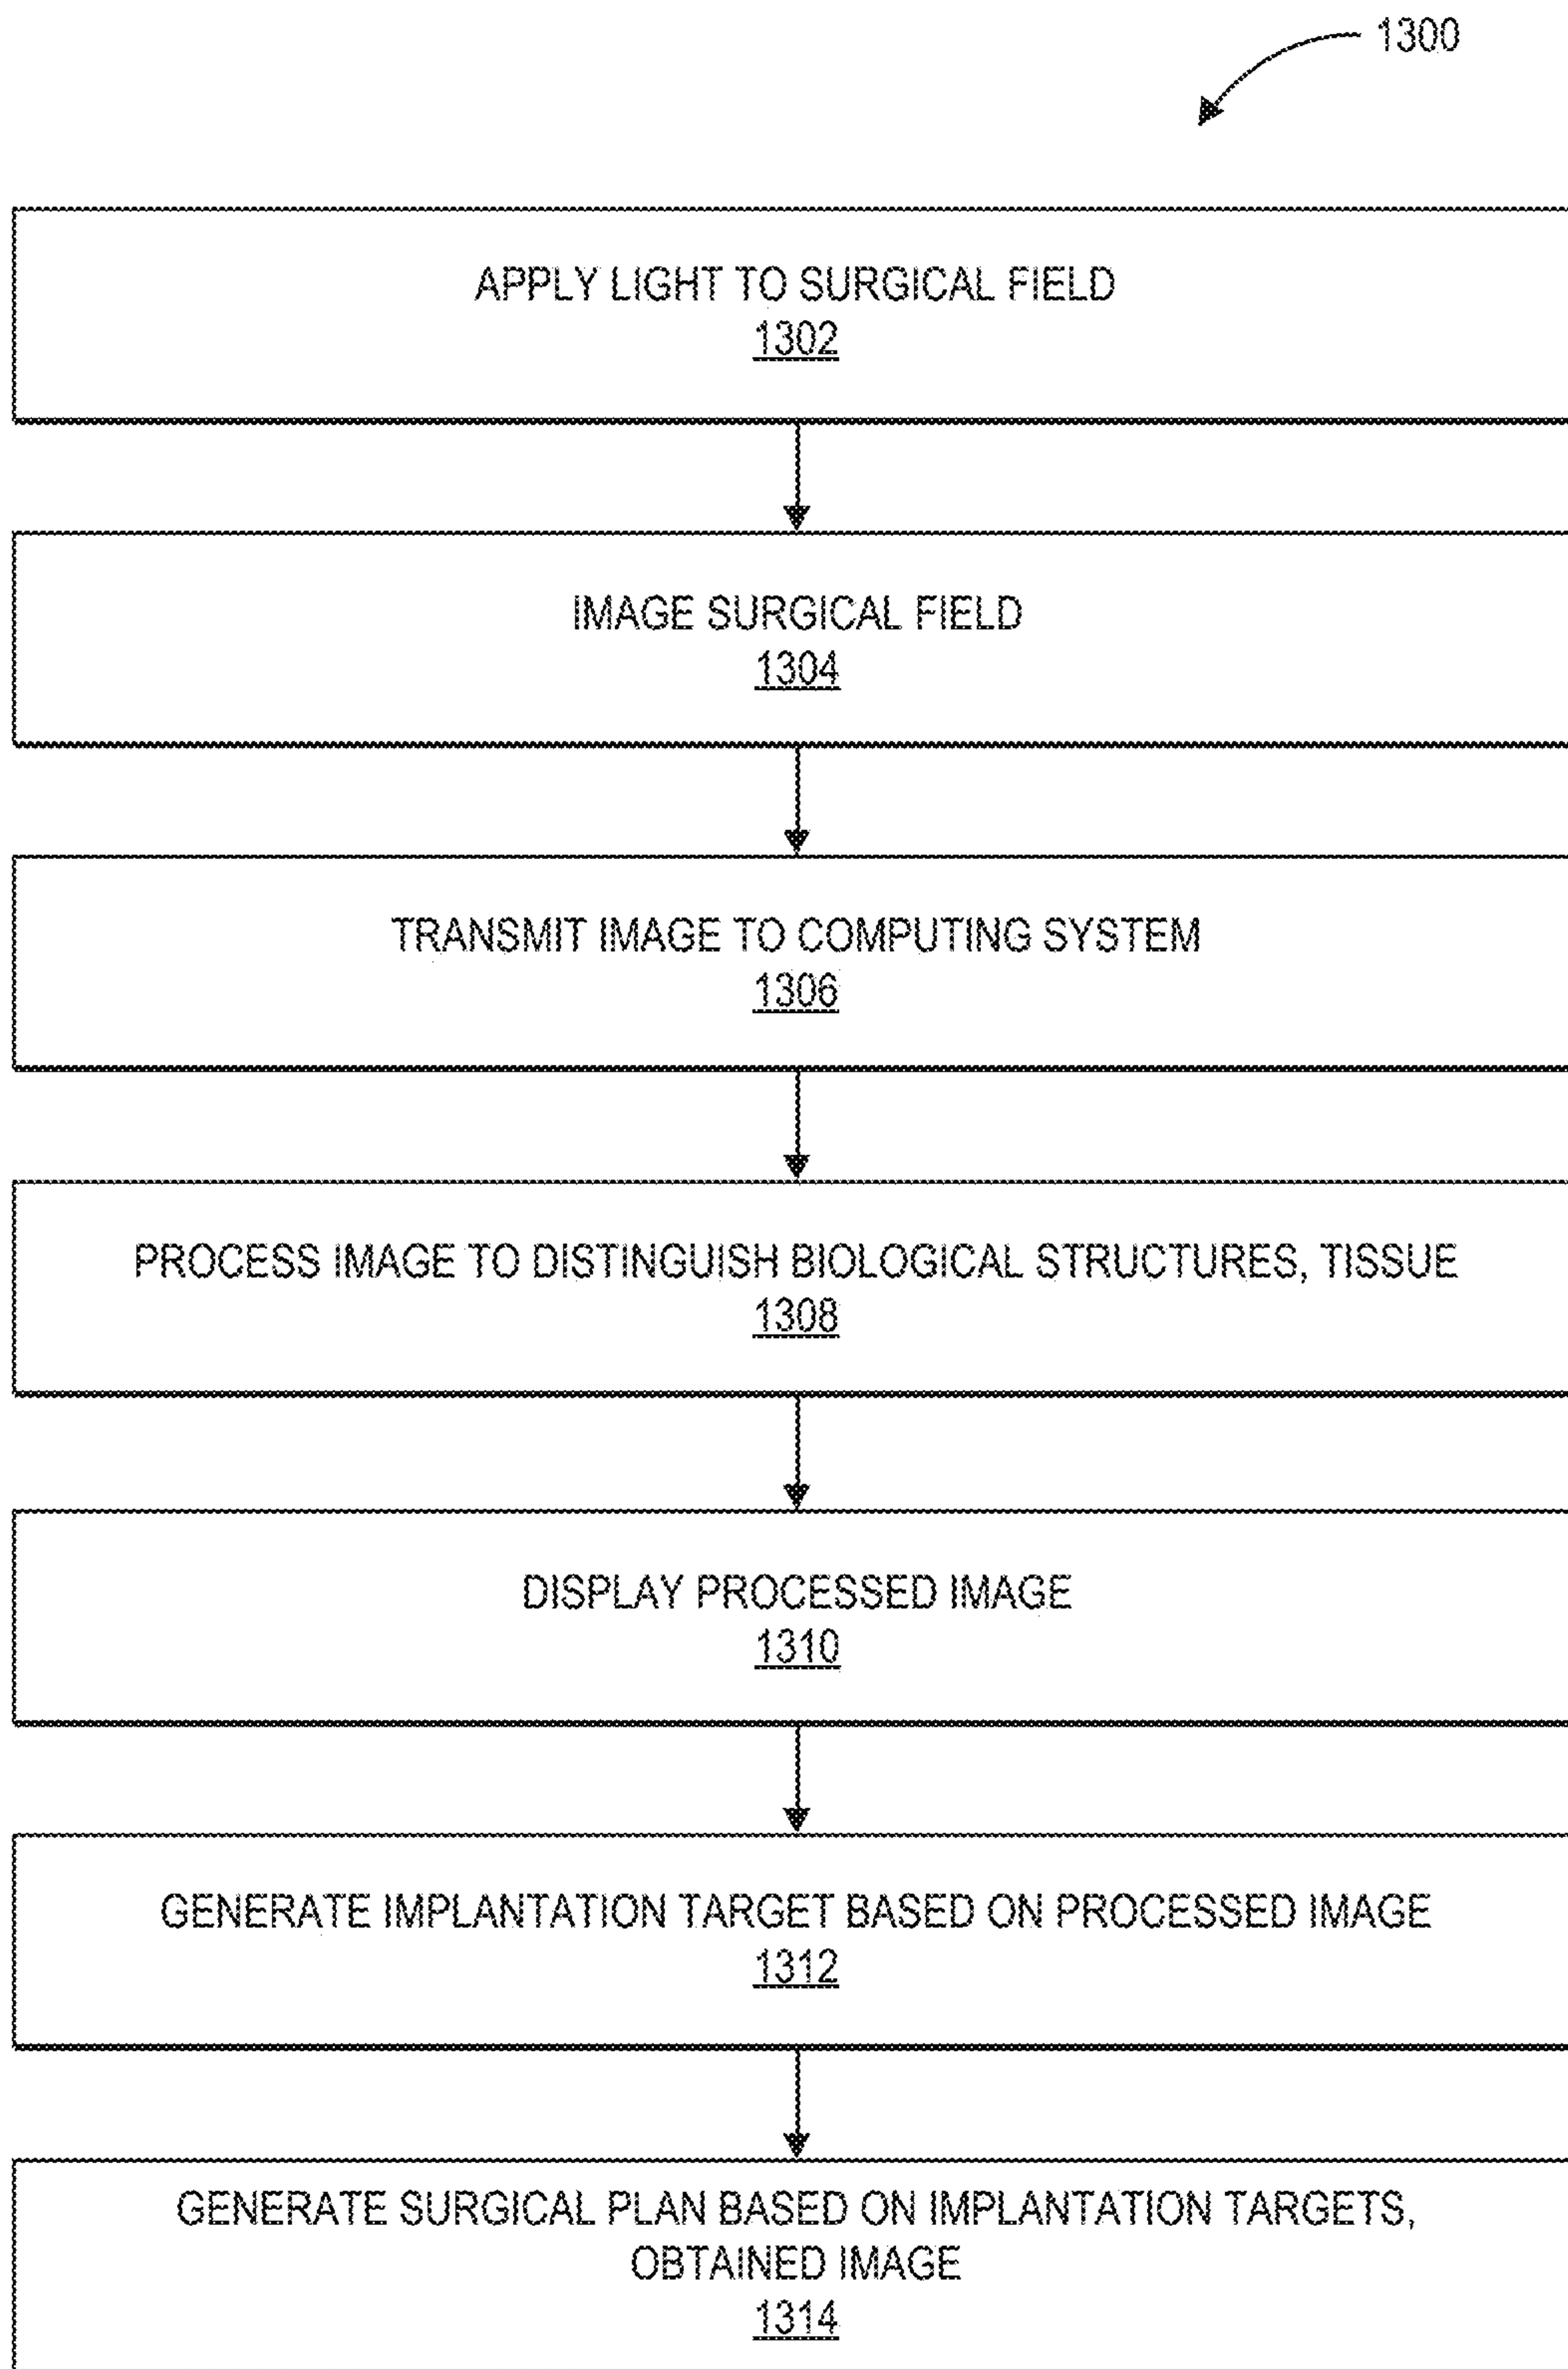 1300
APPLY LIGHT TO SURGICAL FIELD
1302
IMAGE SURGICAL FIELD
1304
TRANSMIT IMAGE TO COMPUTING SYSTEM
1306
PROCESS IMAGE TO DISTINGUISH BIOLOGICAL STRUCTURES, TISSUE
1308
DISPLAY PROCESSED IMAGE
1310
GENERATE IMPLANTATION TARGET BASED ON PROCESSED IMAGE
1312
GENERATE SURGICAL PLAN BASED ON IMPLANTATION TARGETS,
OBTAINED IMAGE
1314